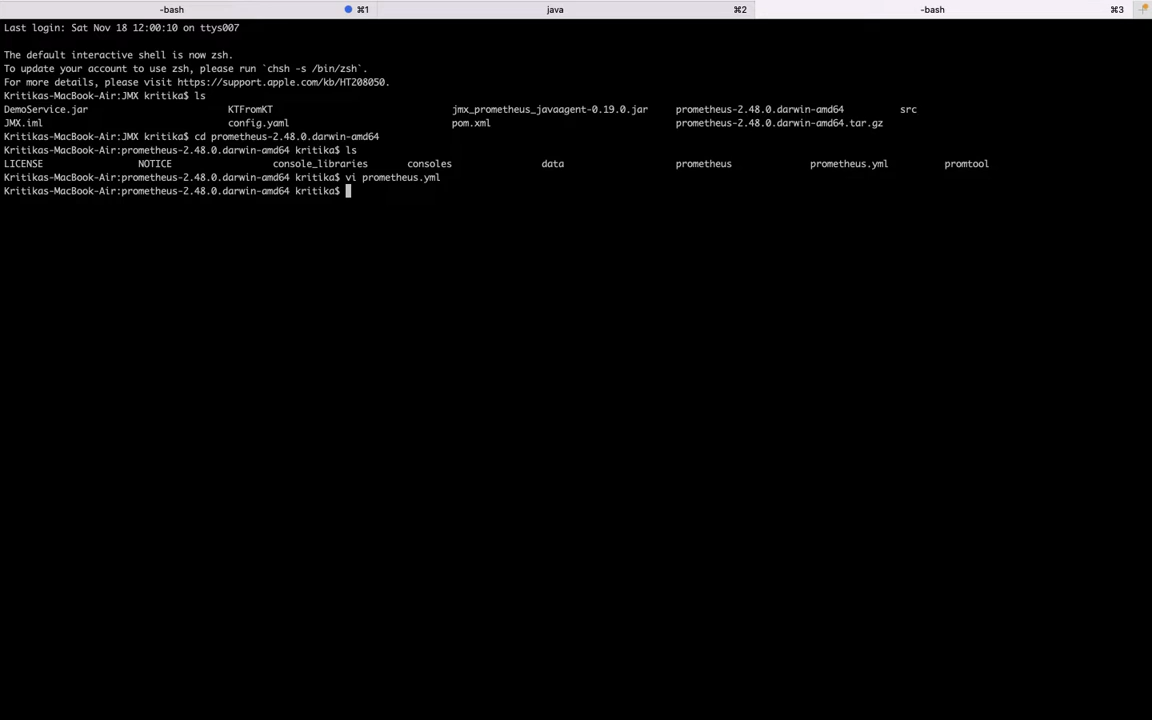 -bash ⌘1 java ⌘2 -bash ⌘3
Last login: Sat Nov 18 12:00:10 on ttys007
The default interactive shell is now zsh.
To update your account to use zsh, please run `chsh -s /bin/zsh`.
For more details, please visit https://support.apple.com/kb/HT208050.
Kritikas-MacBook-Air:JMX kritika$ ls
DemoService.jar KTFromKT jmx_prometheus_javaagent-0.19.0.jar prometheus-2.48.0.darwin-amd64 src
JMX.iml config.yaml pom.xml prometheus-2.48.0.darwin-amd64.tar.gz
Kritikas-MacBook-Air:JMX kritika$ cd prometheus-2.48.0.darwin-amd64
Kritikas-MacBook-Air:prometheus-2.48.0.darwin-amd64 kritika$ ls
LICENSE NOTICE console_libraries consoles data prometheus prometheus.yml promtool
Kritikas-MacBook-Air:prometheus-2.48.0.darwin-amd64 kritika$ vi prometheus.yml
Kritikas-MacBook-Air:prometheus-2.48.0.darwin-amd64 kritika$